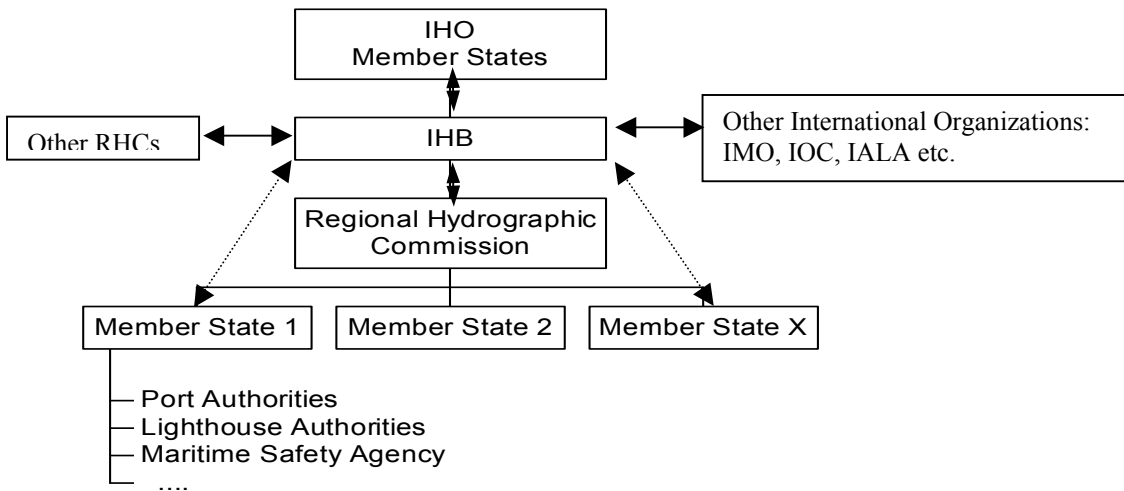 IHO
Member States
Other RHCs
IHB
Other International Organizations:
IMO, IOC, IALA etc.
Regional Hydrographic
Commission
Member State 1
Member State 2
Member State X
Port Authorities
Lighthouse Authorities
Maritime Safety Agency
....